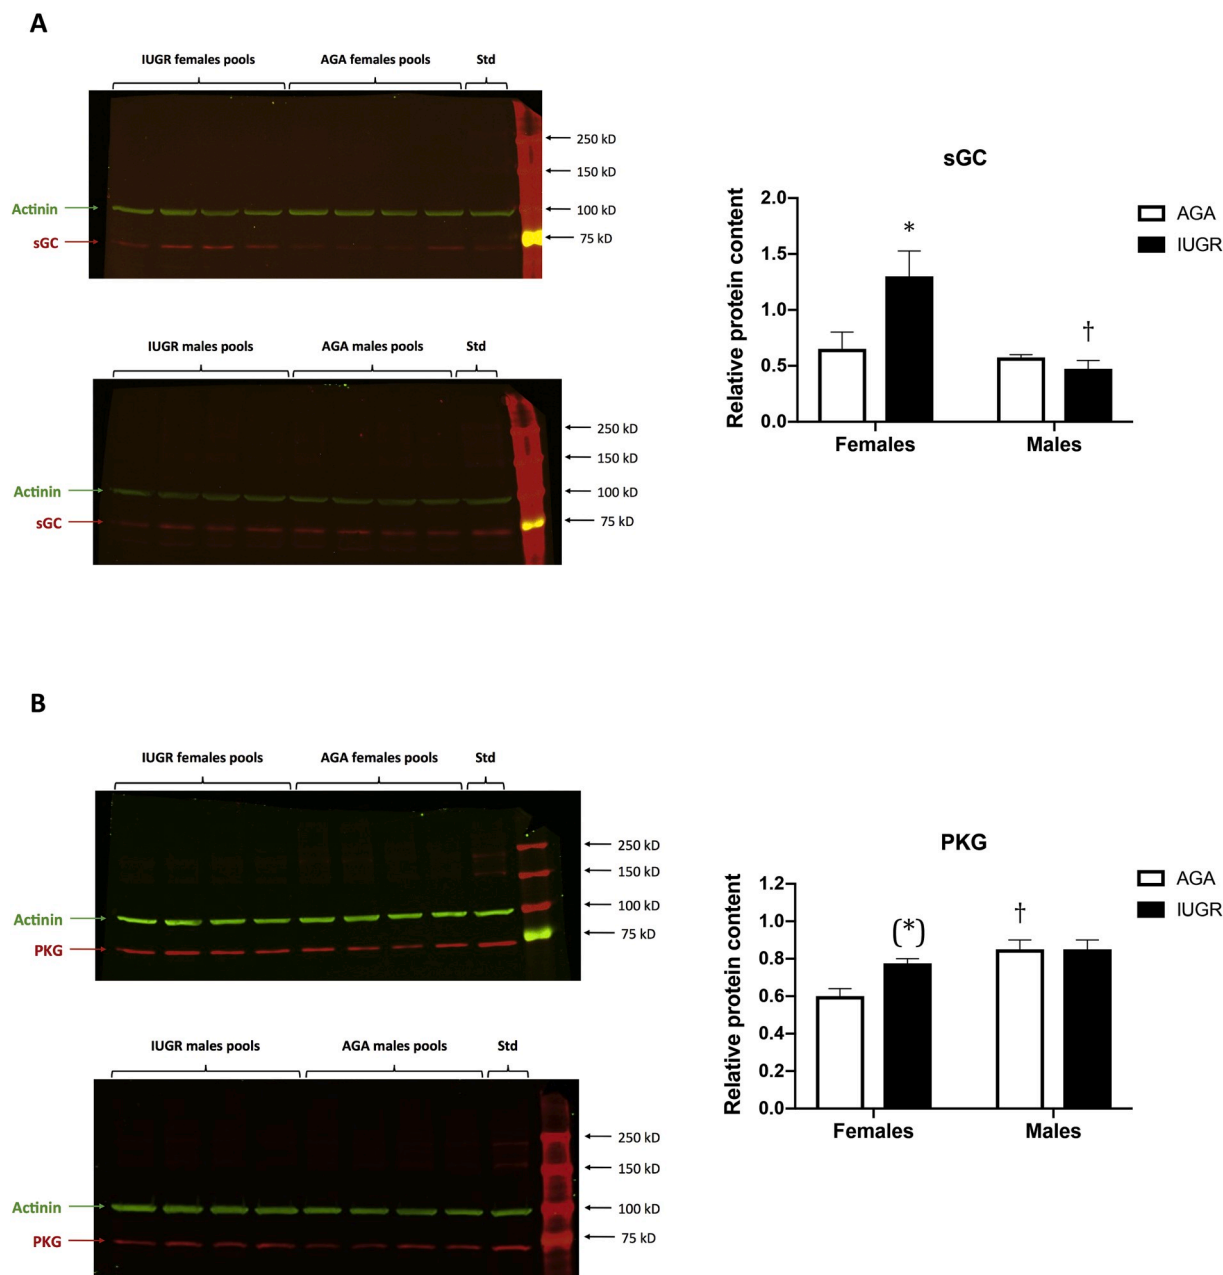 A
IUGR females pools AGA females pools Std
250 kD
150 kD
Actinin 100 kD
sGC 75 kD
IUGR males pools AGA males pools Std
250 kD
150 kD
Actinin 100 kD
sGC 75 kD
sGC
Relative protein content
2.0
1.5
1.0
0.5
0.0
*
†
Females Males
AGA
IUGR
B
IUGR females pools AGA females pools Std
250 kD
150 kD
100 kD
Actinin
75 kD
PKG
IUGR males pools AGA males pools Std
250 kD
150 kD
Actinin 100 kD
PKG 75 kD
PKG
Relative protein content
1.2
1.0
0.8
0.6
0.4
0.2
0.0
(*)
†
Females Males
AGA
IUGR